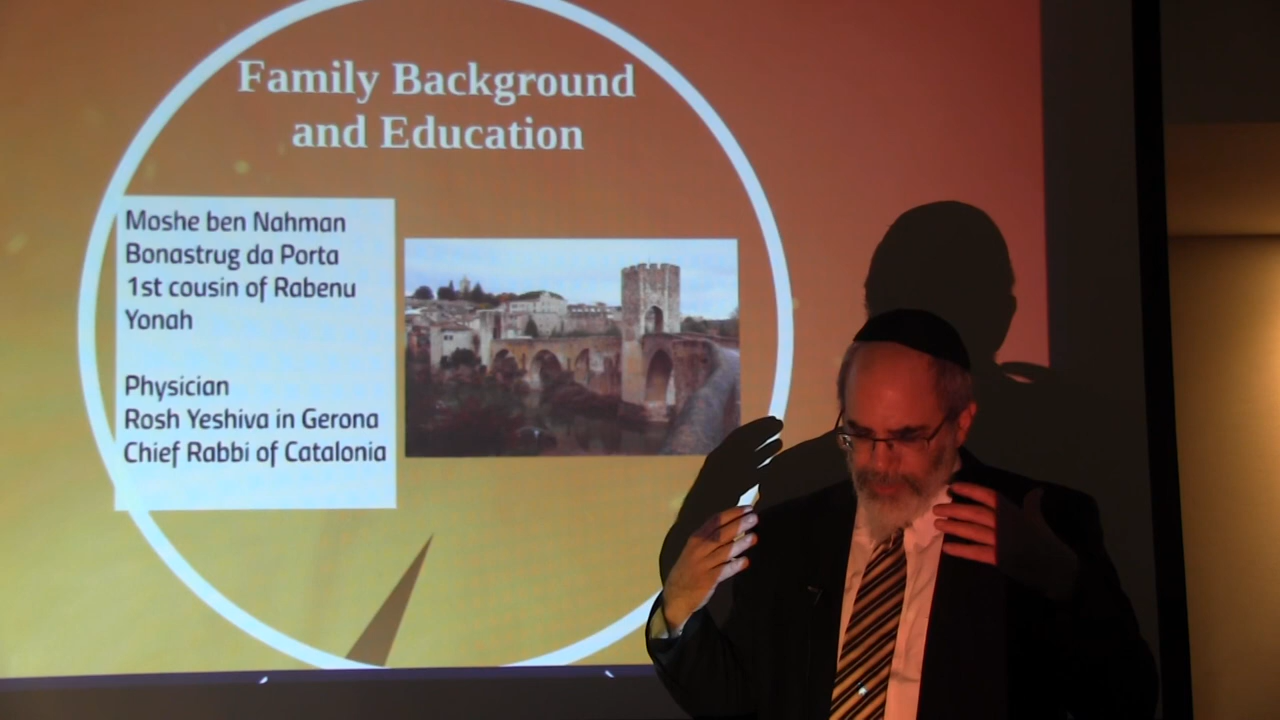 Family Background
and Education
Moshe ben Nahman
Bonastrug da Porta
1st cousin of Rabenu
Yonah
Physician
Rosh Yeshiva in Gerona
Chief Rabbi of Catalonia